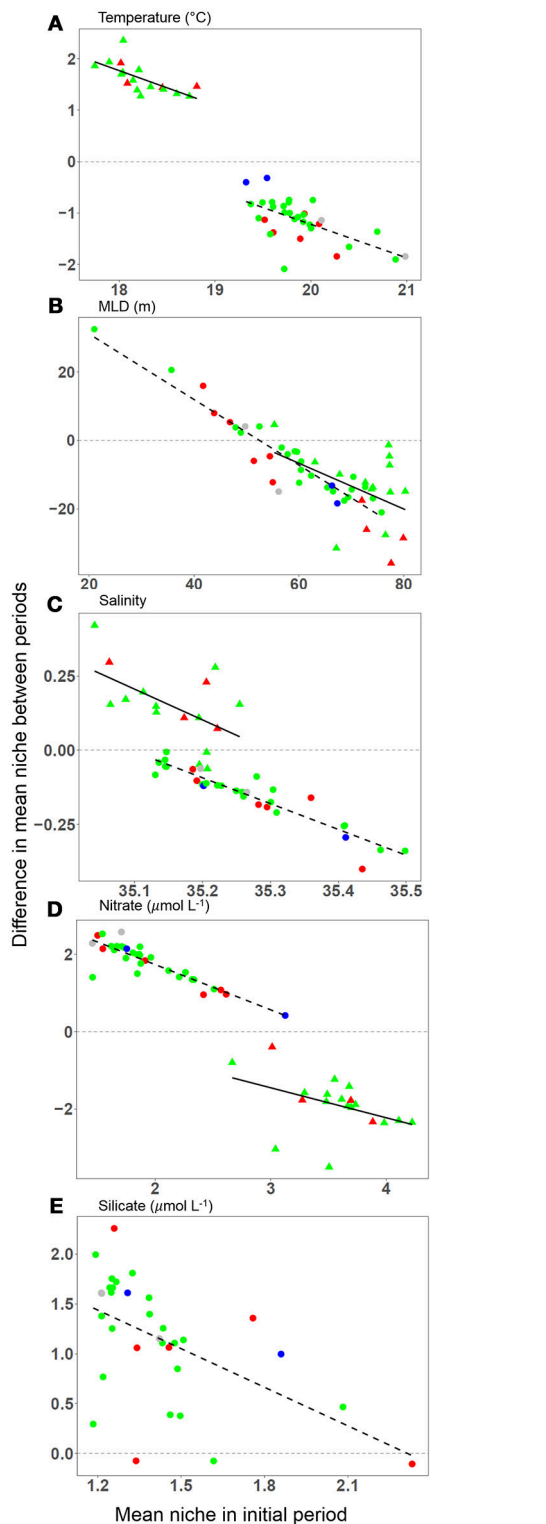 A Temperature (°C)
2
1
0
−1
−2
18 19 20 21
B MLD (m)
20
0
−20
20 40 60 80
C Salinity
0.25
0.00
−0.25
35.1 35.2 35.3 35.4 35.5
D Nitrate (μmol L-1)
2
0
−2
2 3 4
E Silicate (μmol L-1)
2.0
1.5
1.0
0.5
0.0
1.2 1.5 1.8 2.1
Difference in mean niche between periods
Mean niche in initial period